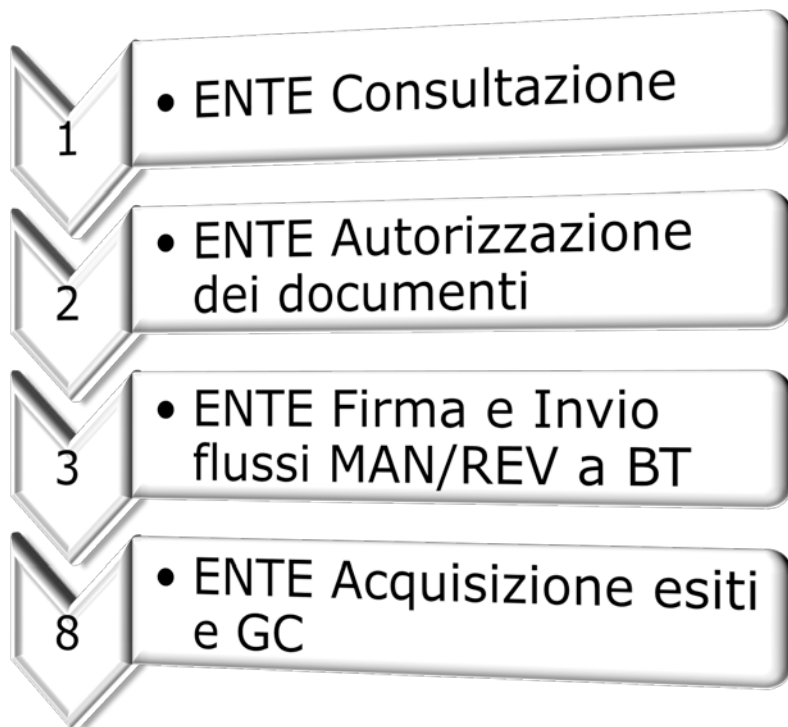 1
• ENTE Consultazione
2
• ENTE Autorizzazione
dei documenti
3
• ENTE Firma e Invio
flussi MAN/REV a BT
8
• ENTE Acquisizione esiti
e GC